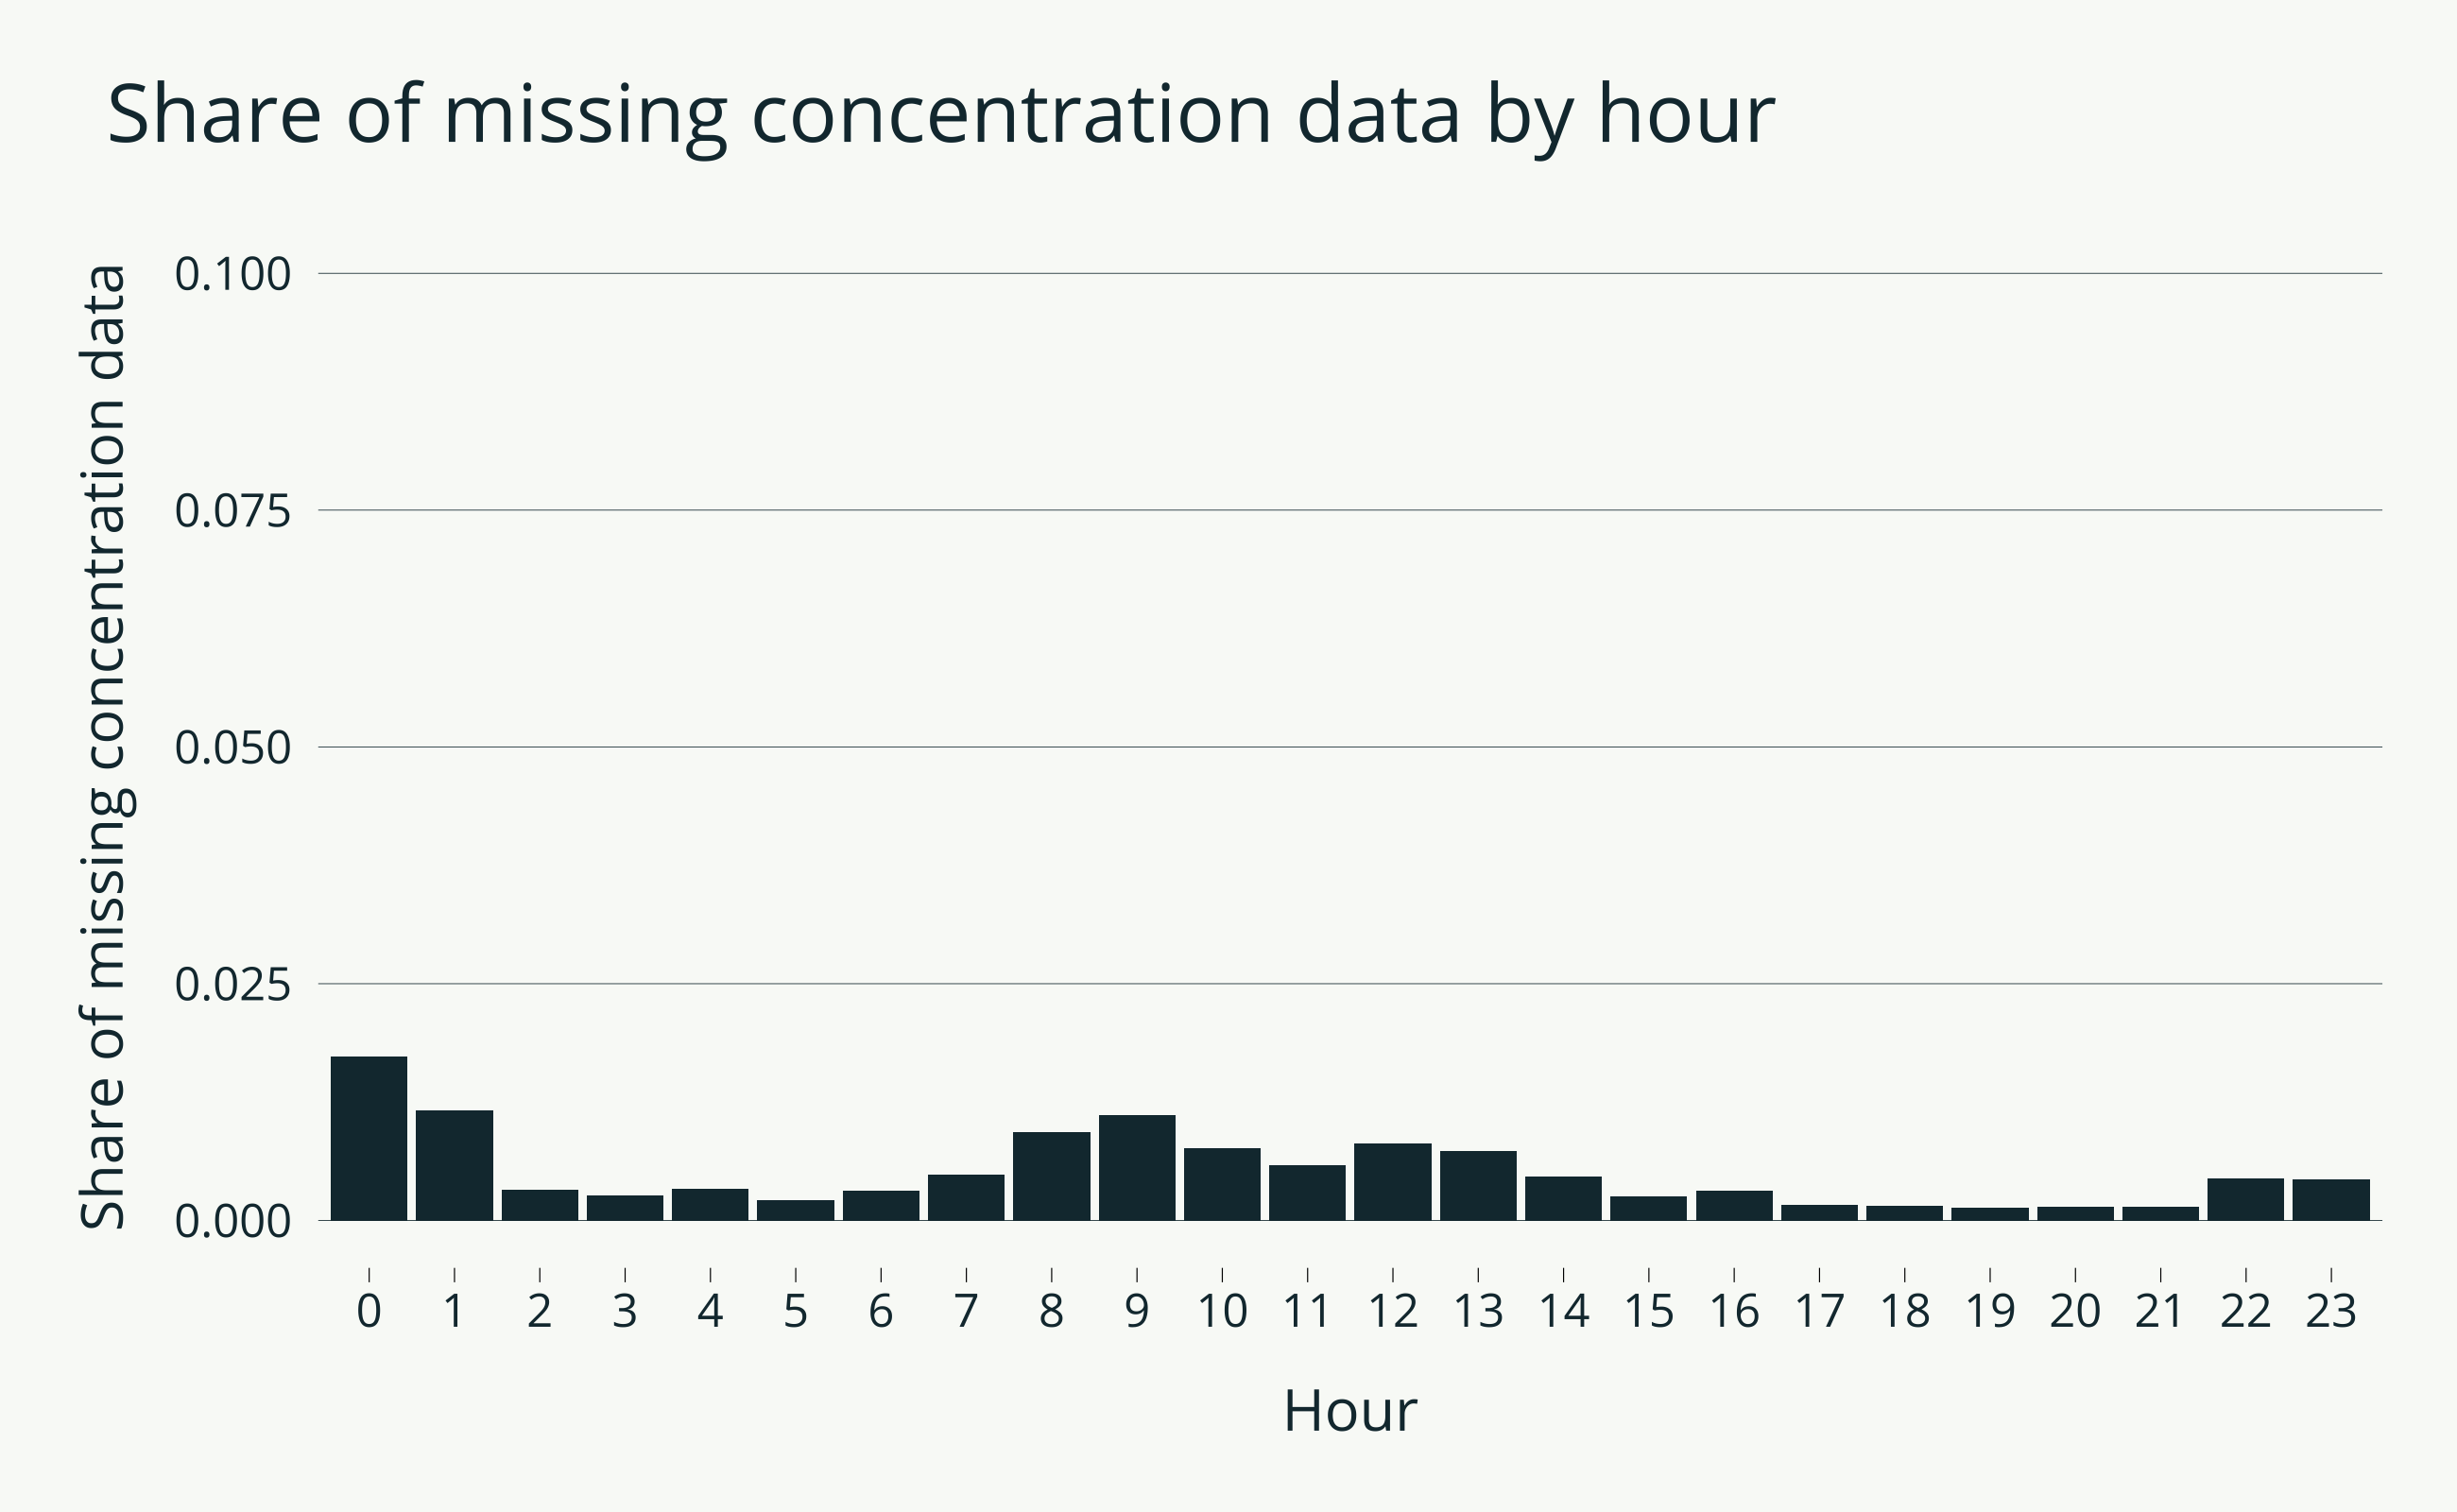 Share of missing concentration data by hour
Share of missing concentration data
0.100
0.075
0.050
0.025
0.000
0 1 2 3 4 5 6 7 8 9 10 11 12 13 14 15 16 17 18 19 20 21 22 23
Hour